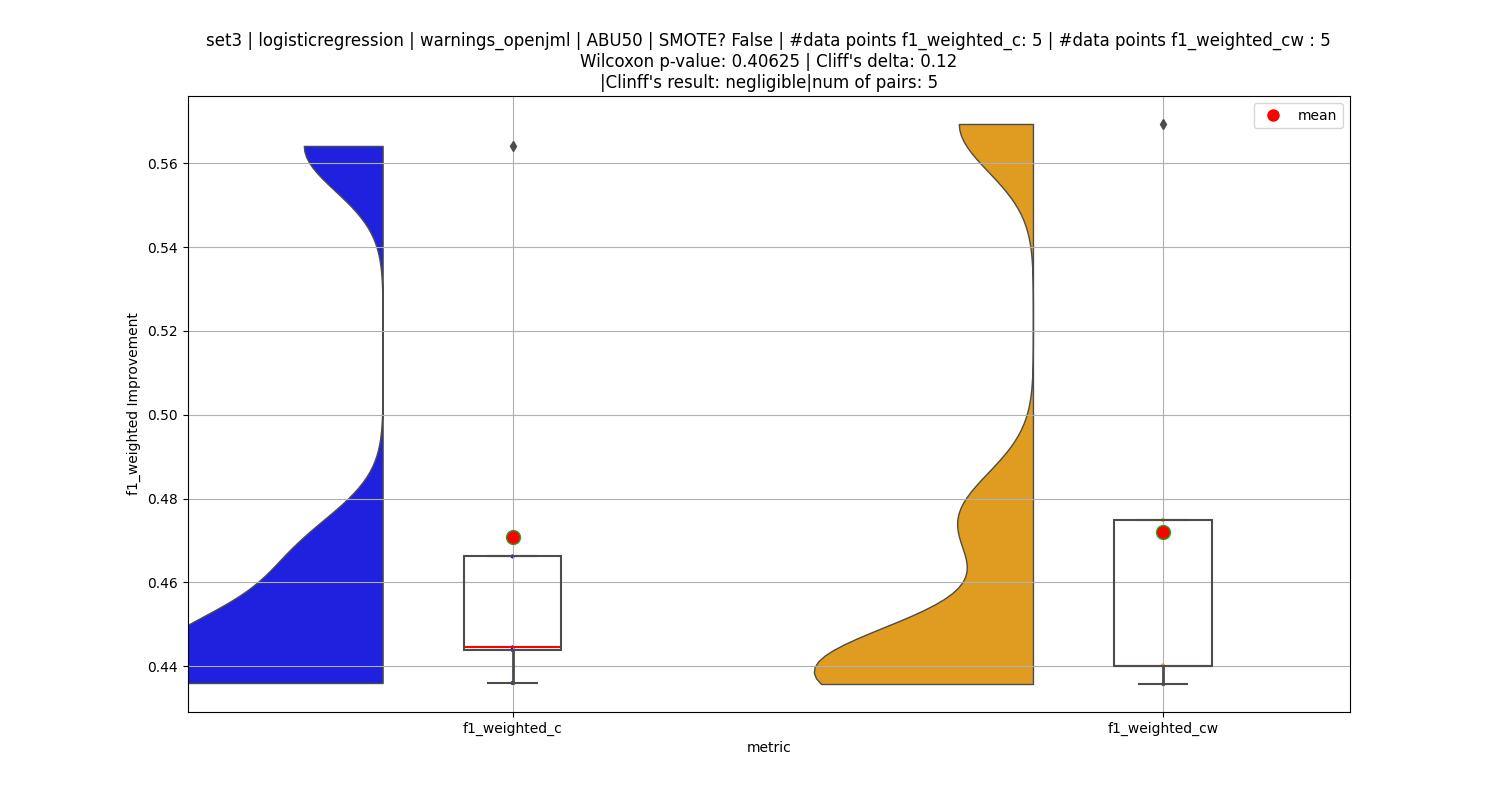 set3 | logisticregression | warnings_openjml | ABU50 | SMOTE? False | #data points f1_weighted_c: 5 | #data points f1_weighted_cw : 5
Wilcoxon p-value: 0.40625 | Cliff's delta: 0.12
|Clinff's result: negligible|num of pairs: 5
mean
0.56
0.54
0.52
0.50
0.48
0.46
0.44
f1_weighted Improvement
f1_weighted_c
f1_weighted_cw
metric